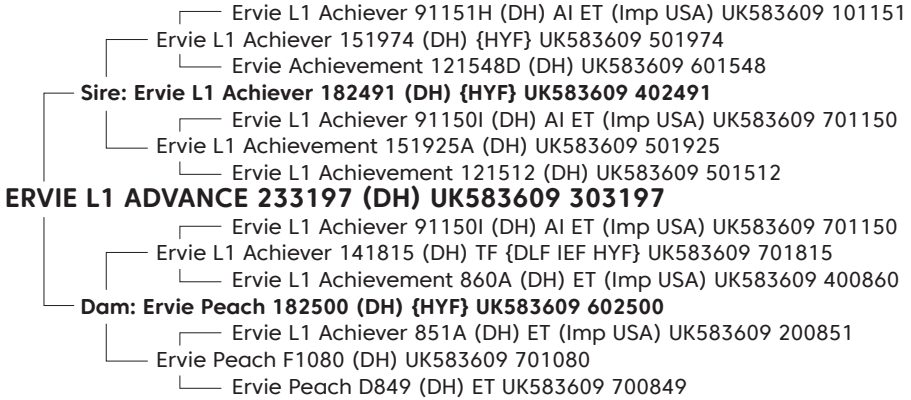 Ervie L1 Achiever 91151H (DH) AI ET (Imp USA) UK583609 101151
Ervie L1 Achiever 151974 (DH) {HYF} UK583609 501974
Ervie Achievement 121548D (DH) UK583609 601548
Sire: Ervie L1 Achiever 182491 (DH) {HYF} UK583609 402491
Ervie L1 Achiever 91150I (DH) AI ET (Imp USA) UK583609 701150
Ervie L1 Achievement 151925A (DH) UK583609 501925
Ervie L1 Achievement 121512 (DH) UK583609 501512
ERVIE L1 ADVANCE 233197 (DH) UK583609 303197
Ervie L1 Achiever 91150I (DH) AI ET (Imp USA) UK583609 701150
Ervie L1 Achiever 141815 (DH) TF {DLF IEF HYF} UK583609 701815
Ervie L1 Achievement 860A (DH) ET (Imp USA) UK583609 400860
Dam: Ervie Peach 182500 (DH) {HYF} UK583609 602500
Ervie L1 Achiever 851A (DH) ET (Imp USA) UK583609 200851
Ervie Peach F1080 (DH) UK583609 701080
Ervie Peach D849 (DH) ET UK583609 700849